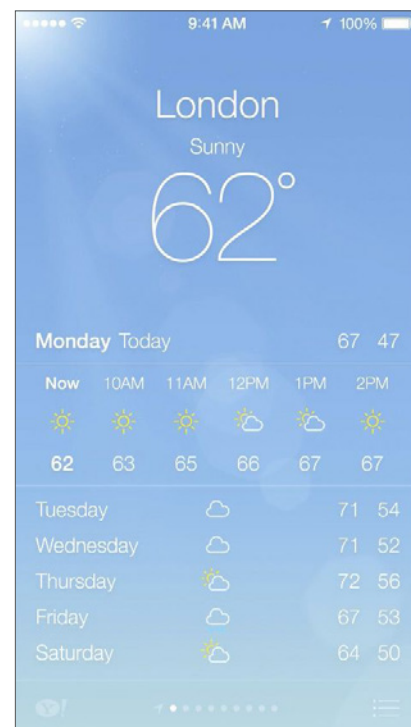 9:41 AM 100%
London
Sunny
62°
Monday Today 67 47
Now 10AM 11AM 12PM 1PM 2PM
62 63 65 66 67 67
Tuesday 71 54
Wednesday 71 52
Thursday 72 56
Friday 67 53
Saturday 64 50
Y!